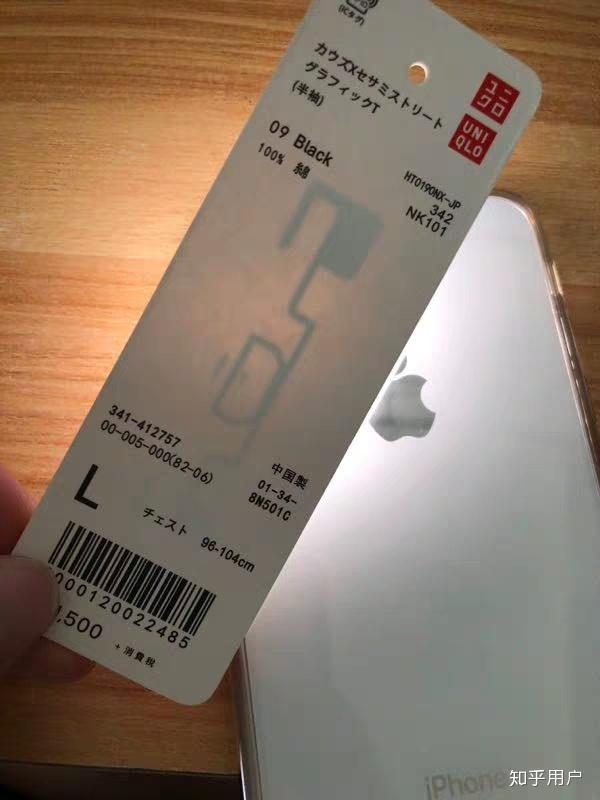 (ICタグ)
カウズXセサミストリート
グラフィックT
(半袖)
ユニ
クロ
UNI
QLO
09 Black
100% 綿
HT0190NX-JP
342
NK101
341-412757
00-005-000(82-06)
中国製
01-34-
8N501C
L
チェスト 96-104cm
000120022485
,500
+ 消費税
iPhone
知乎用户